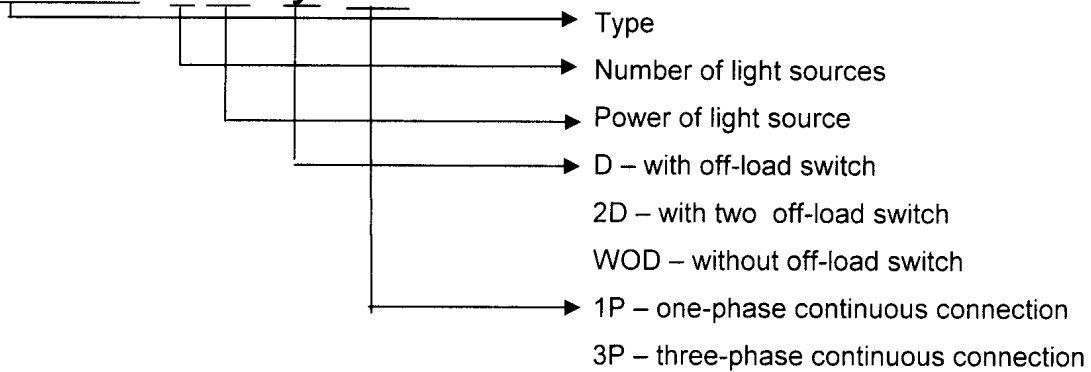 Type
Number of light sources
Power of light source
D – with off-load switch
2D – with two off-load switch
WOD – without off-load switch
1P – one-phase continuous connection
3P – three-phase continuous connection